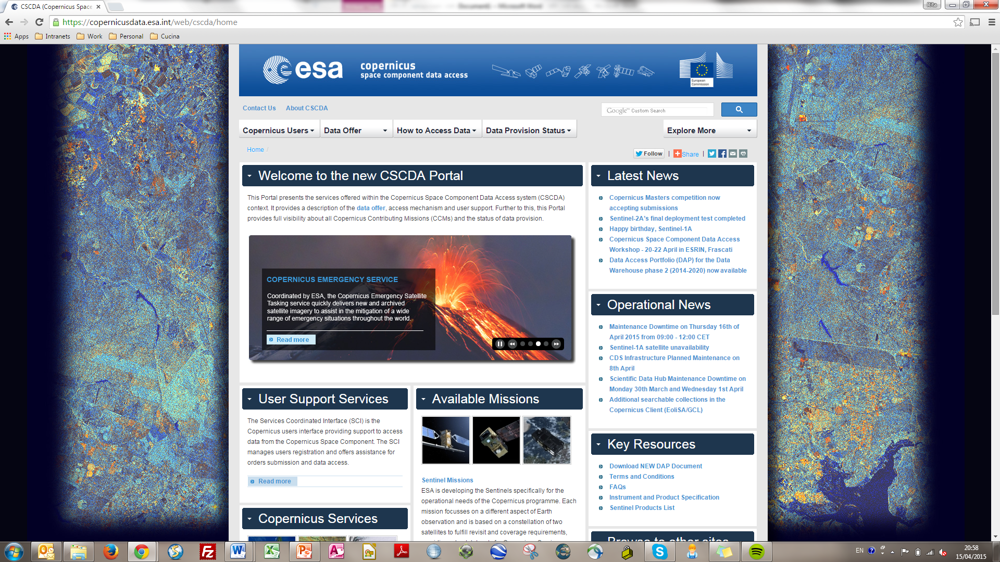 CSCDA (Copernicus Space
Rita
https://copernicusdata.esa.int/web/cscda/home
Apps Intranets Work Personal Cucina
esa
copernicus
space component data access
European
Commission
Contact Us About CSCDA
Google™ Custom Search
Copernicus Users Data Offer How to Access Data Data Provision Status Explore More
Home /
Follow | Share |
Welcome to the new CSCDA Portal
This Portal presents the services offered within the Copernicus Space Component Data Access system (CSCDA)
context. It provides a description of the data offer, access mechanism and user support. Further to this, this Portal
provides full visibility about all Copernicus Contributing Missions (CCMs) and the status of data provision.
COPERNICUS EMERGENCY SERVICE
Coordinated by ESA, the Copernicus Emergency Satellite
Tasking service quickly delivers new and archived
satellite imagery to assist in the mitigation of a wide
range of emergency situations throughout the world.
Read more
Latest News
Copernicus Masters competition now
accepting submissions
Sentinel-2A's final deployment test completed
Happy birthday, Sentinel-1A
Copernicus Space Component Data Access
Workshop - 20-22 April in ESRIN, Frascati
Data Access Portfolio (DAP) for the Data
Warehouse phase 2 (2014-2020) now available
Operational News
Maintenance Downtime on Thursday 16th of
April 2015 from 09:00 - 12:00 CET
Sentinel-1A satellite unavailability
CDS Infrastructure Planned Maintenance on
8th April
Scientific Data Hub Maintenance Downtime on
Monday 30th March and Wednesday 1st April
Additional searchable collections in the
Copernicus Client (EoliSA/GCL)
User Support Services
The Services Coordinated Interface (SCI) is the
Copernicus users interface providing support to access
data from the Copernicus Space Component. The SCI
manages users registration and offers assistance for
orders submission and data access.
Read more
Copernicus Services
Available Missions
Sentinel Missions
ESA is developing the Sentinels specifically for the
operational needs of the Copernicus programme. Each
mission focusses on a different aspect of Earth
observation and is based on a constellation of two
satellites to fulfill revisit and coverage requirements,
Key Resources
Download NEW DAP Document
Terms and Conditions
FAQs
Instrument and Product Specification
Sentinel Products List
Browse to other sites
EN
20:58
15/04/2015